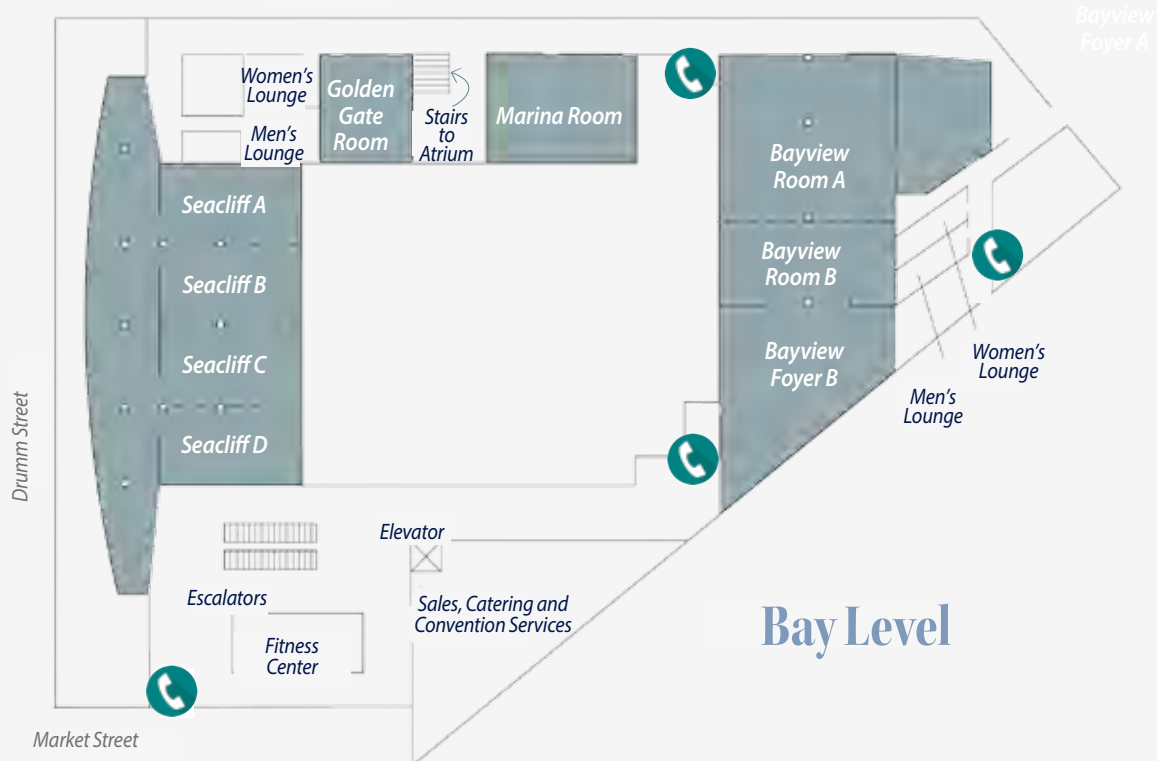 Bayview
Foyer A
Women's
Lounge
Golden
Gate
Room
Men's
Lounge
Stairs
to
Atrium
Marina Room
Bayview
Room A
Seacliff A
Bayview
Room B
Seacliff B
Seacliff C
Bayview
Foyer B
Women's
Lounge
Men's
Lounge
Seacliff D
Drumm Street
Elevator
Escalators
Sales, Catering and
Convention Services
Bay Level
Fitness
Center
Market Street